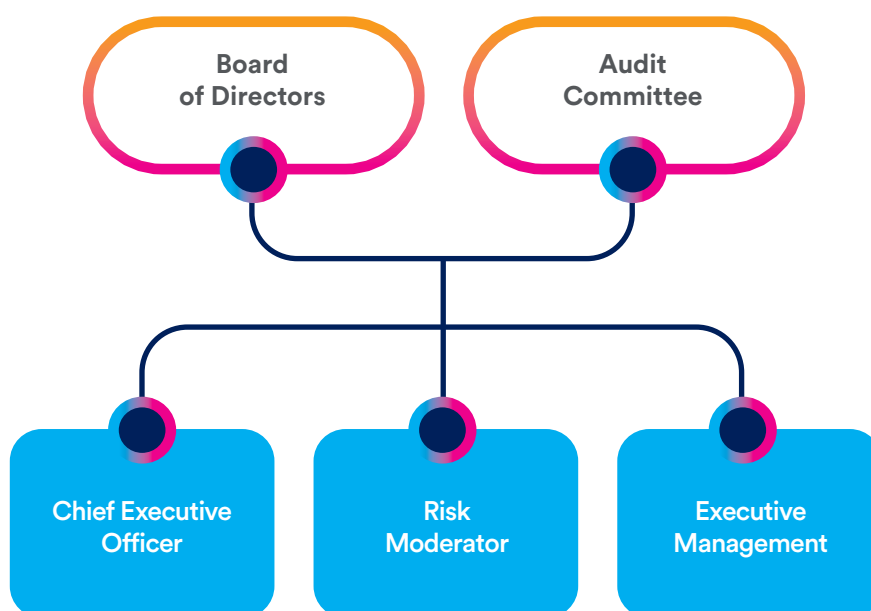 Board
of Directors
Audit
Committee
Chief Executive
Officer
Risk
Moderator
Executive
Management